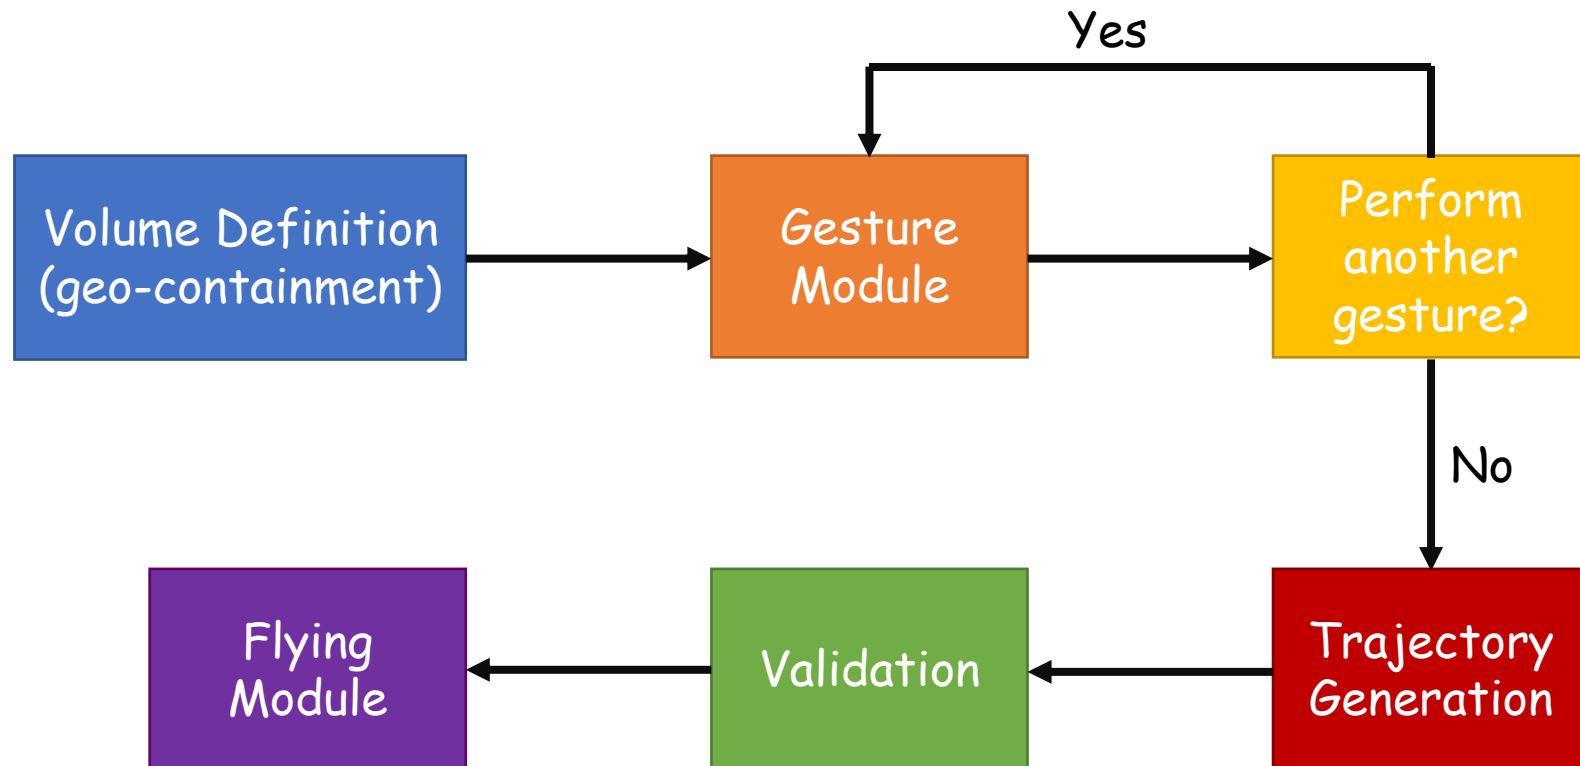 Yes
Volume Definition
(geo-containment)
Gesture
Module
Perform
another
gesture?
No
Flying
Module
Validation
Trajectory
Generation